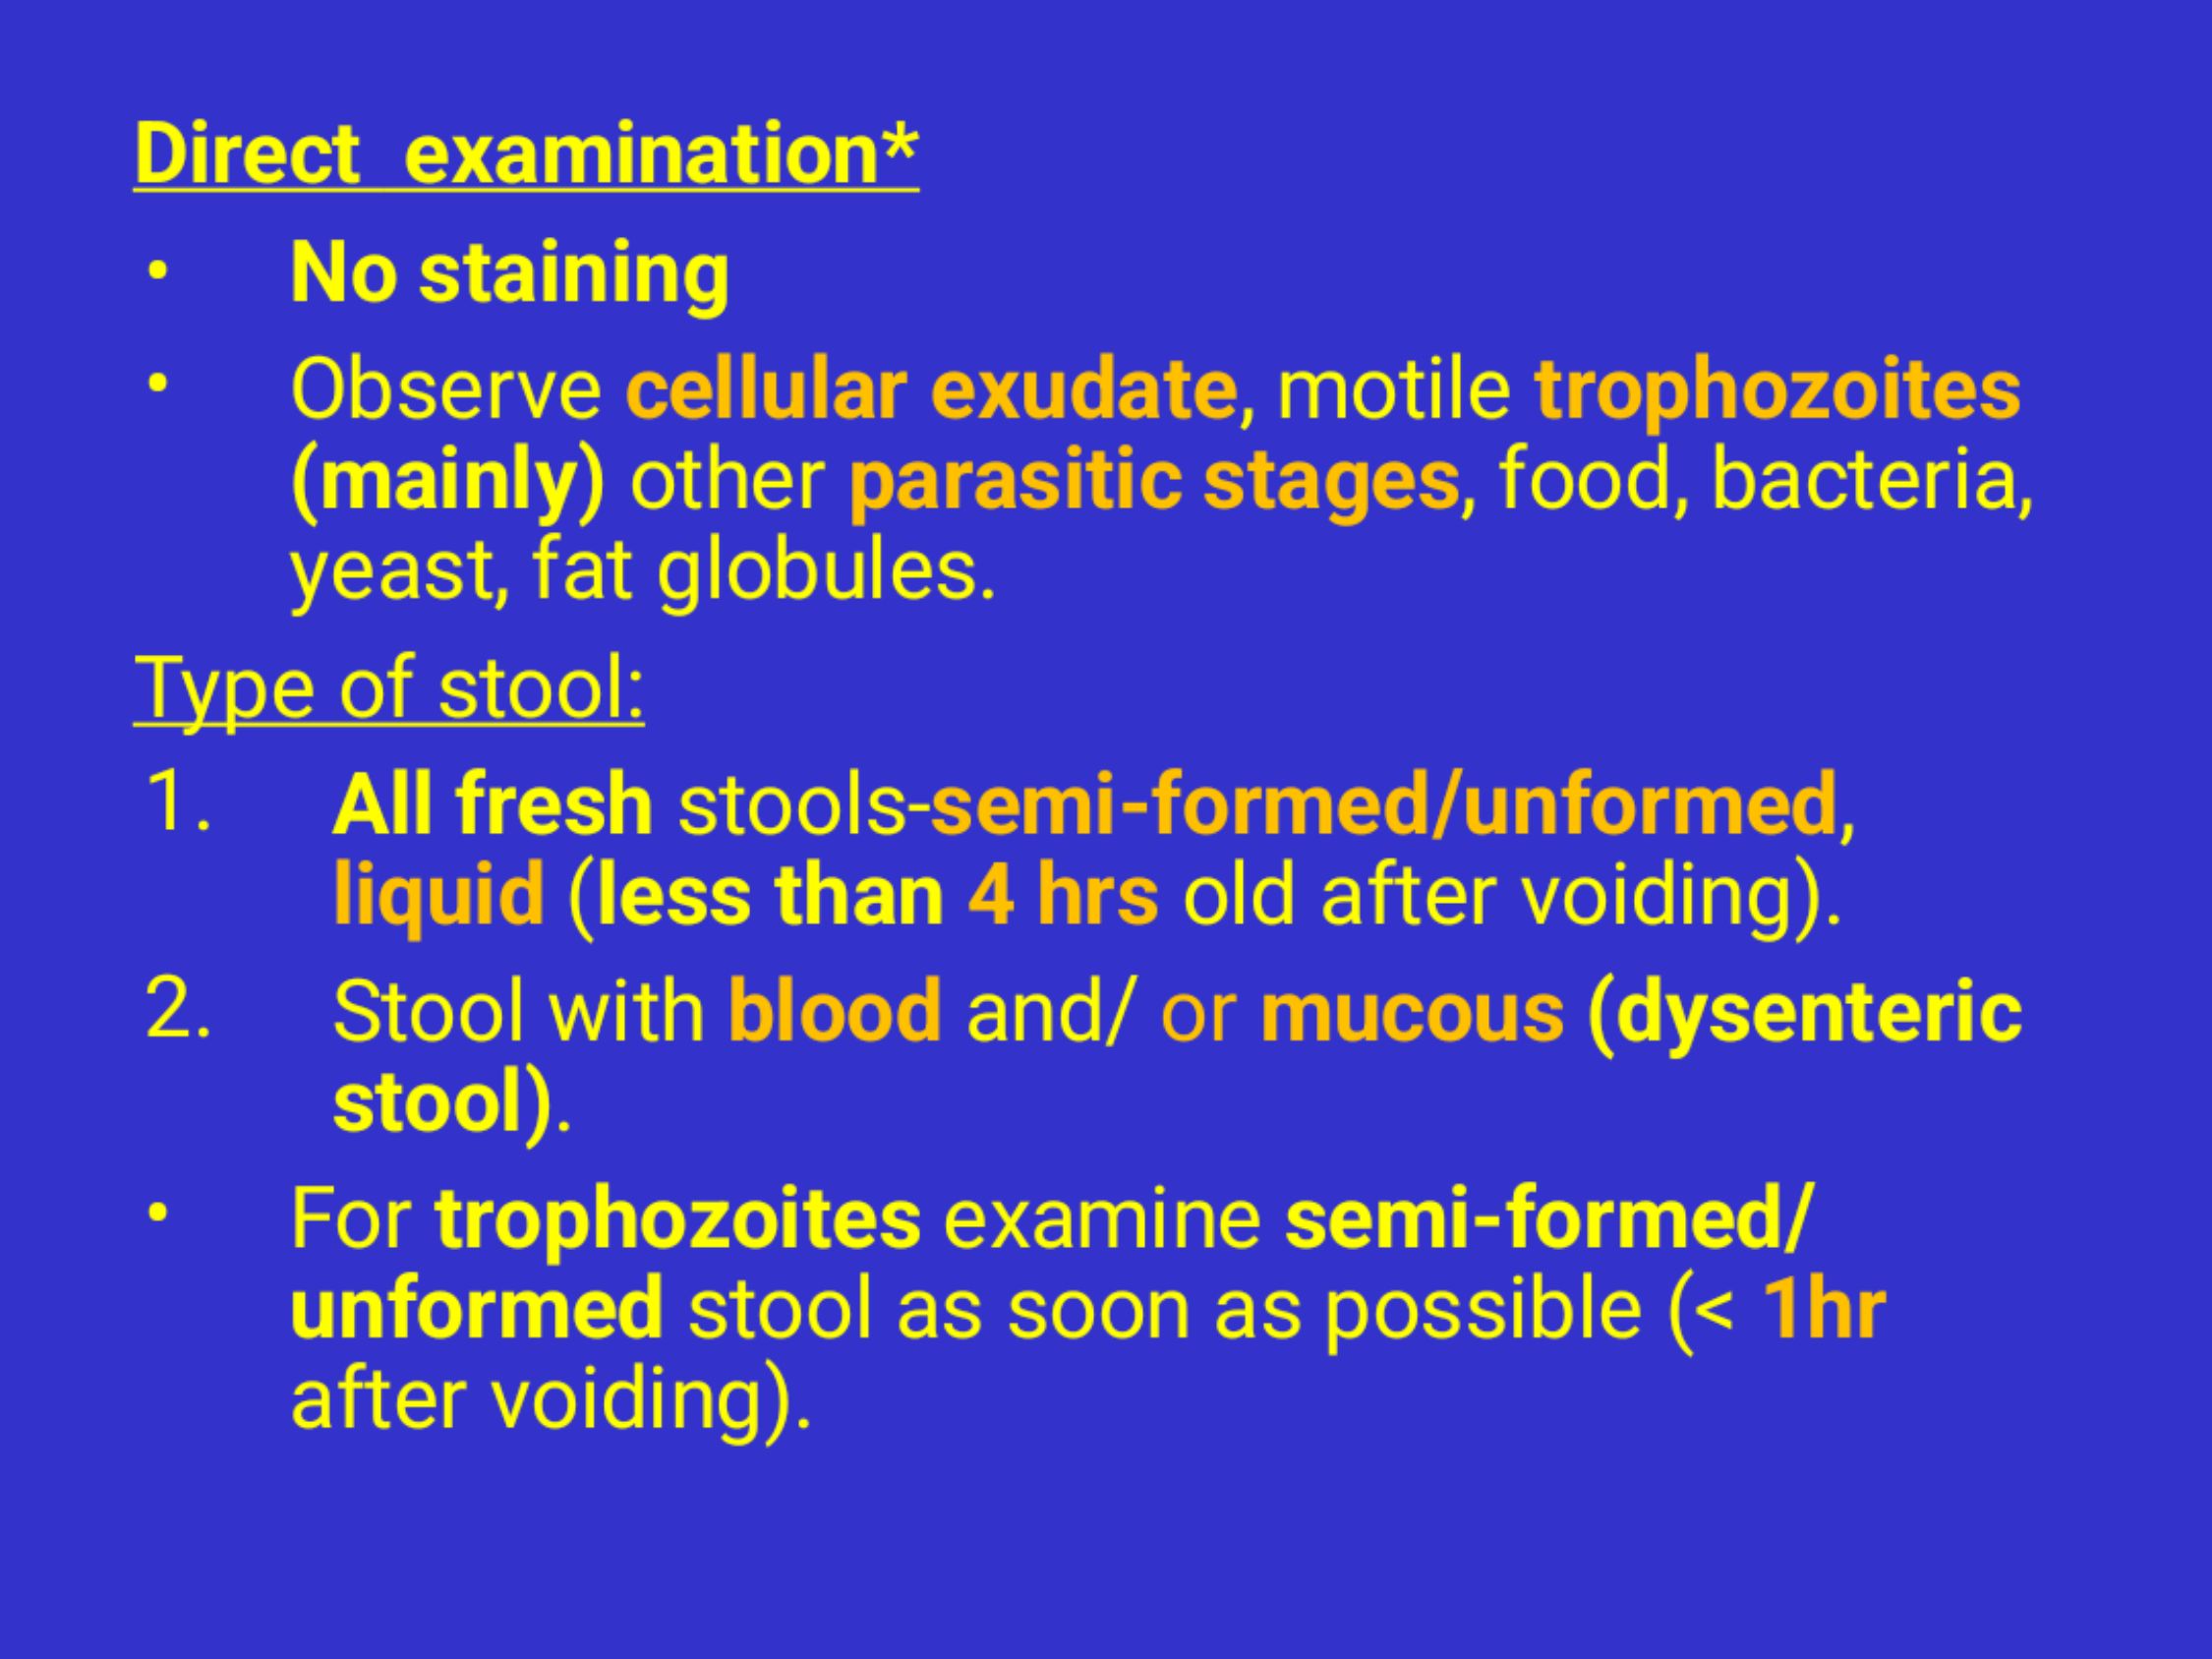 Direct  examination*
• No staining
• Observe cellular exudate, motile trophozoites
(mainly) other parasitic stages, food, bacteria,
yeast, fat globules.
Type of stool:
1. All fresh stools-semi-formed/unformed,
liquid (less than 4 hrs old after voiding).
2. Stool with blood and/ or mucous (dysenteric
stool).
• For trophozoites examine semi-formed/
unformed stool as soon as possible (< 1hr
after voiding).